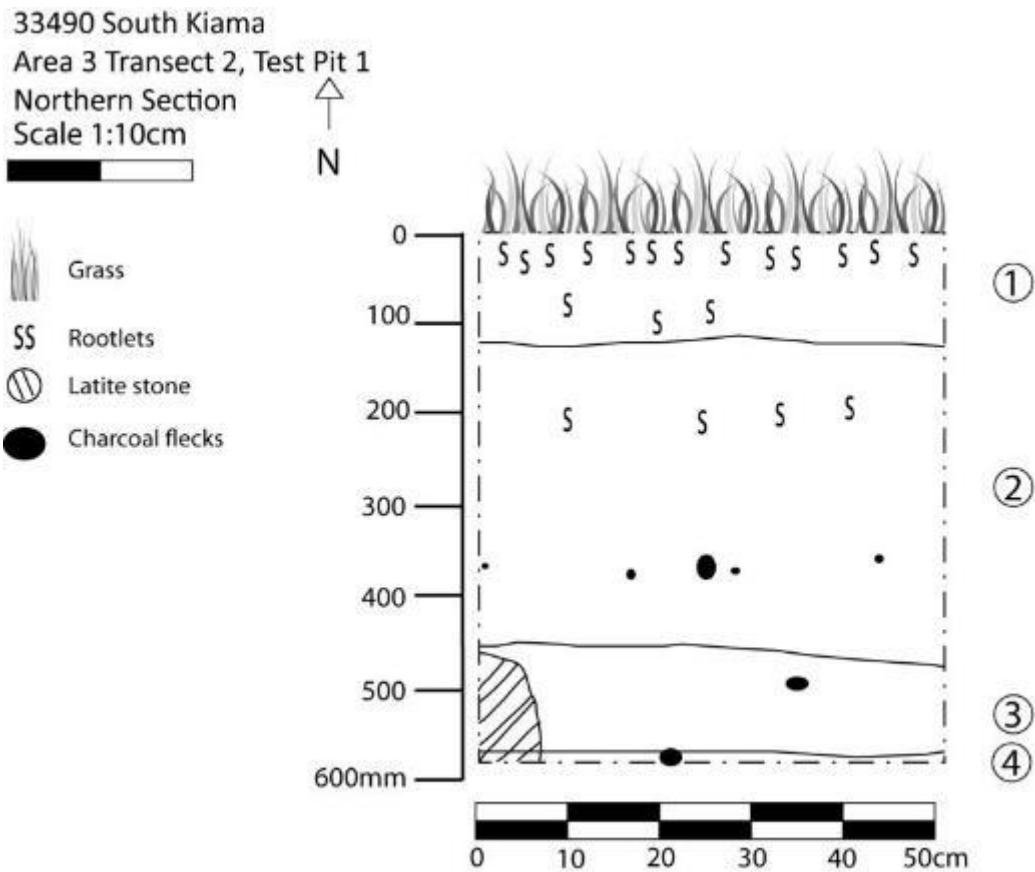 33490 South Kiama
Area 3 Transect 2, Test Pit 1
Northern Section
Scale 1:10cm
N
Grass
Rootlets
Latite stone
Charcoal flecks
0
100
200
300
400
500
600mm
1
2
3
4
0 10 20 30 40 50cm